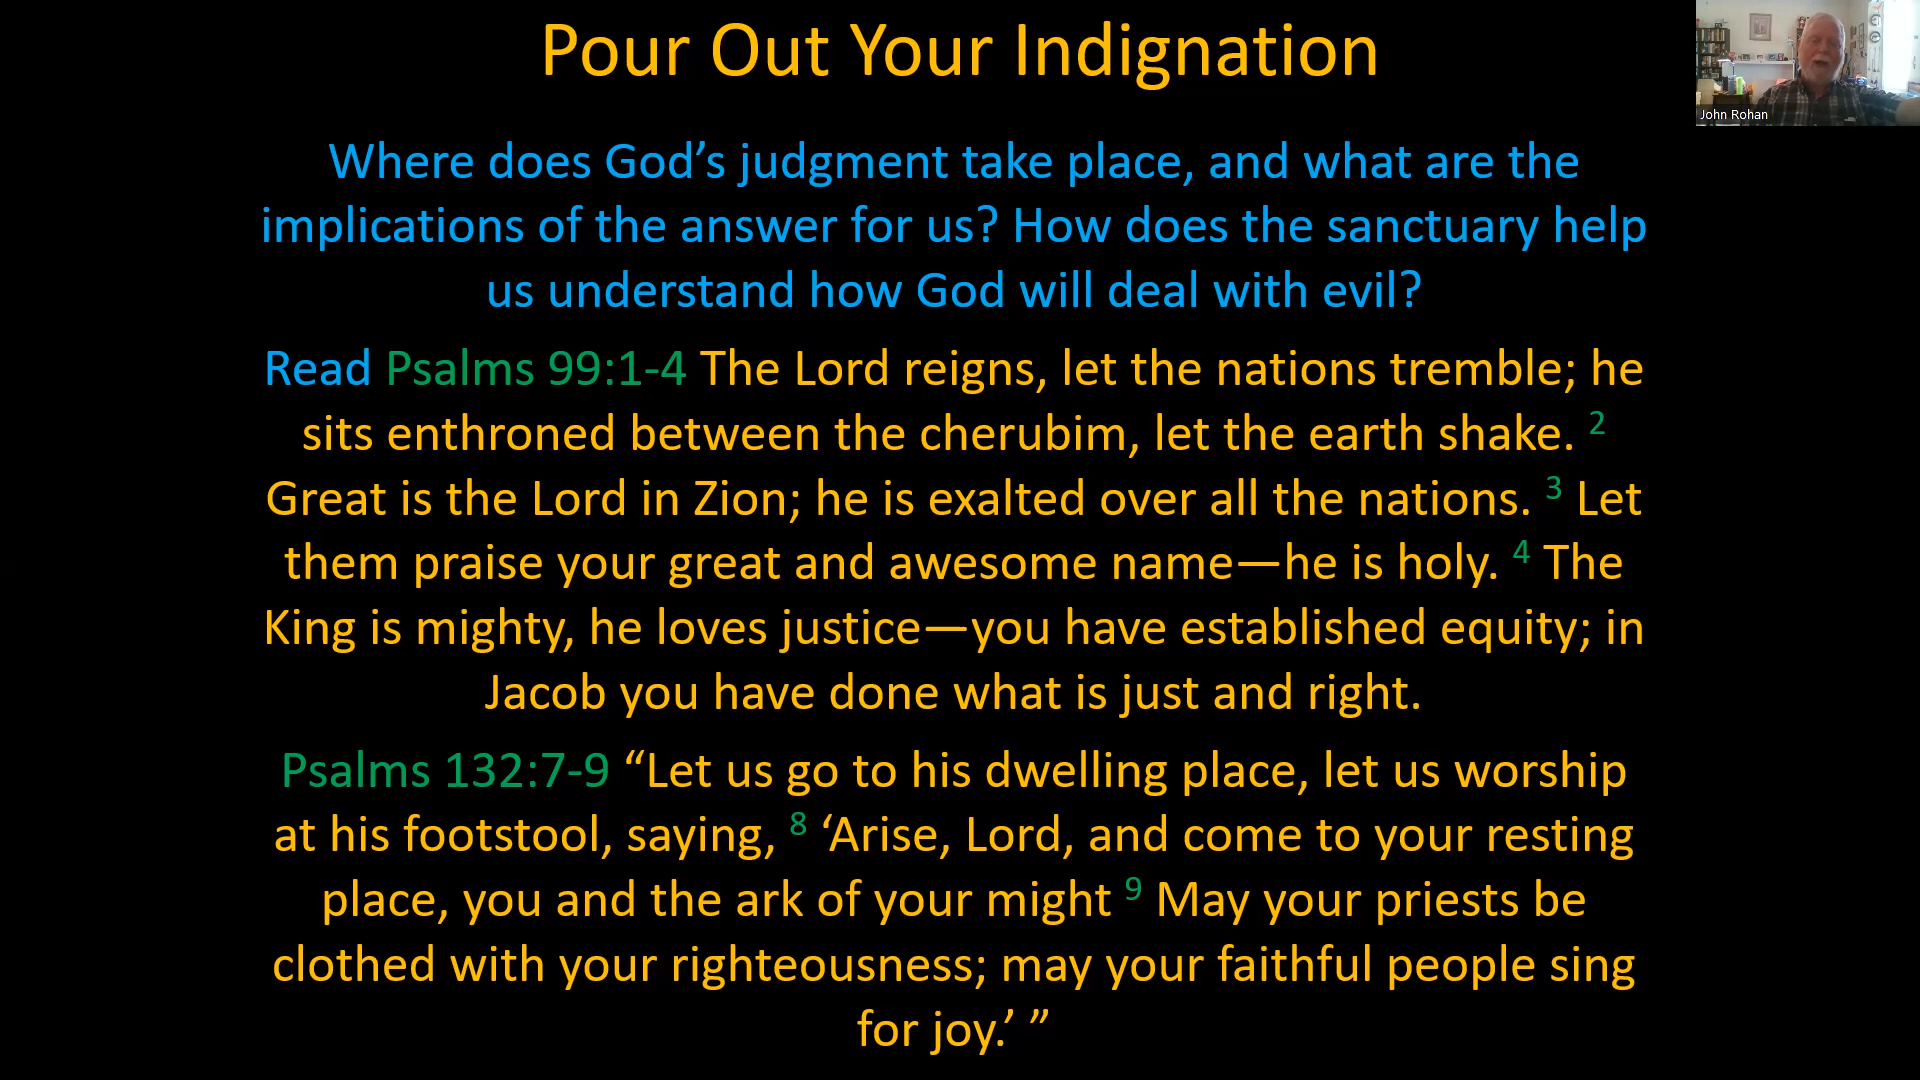 Pour Out Your Indignation
John Rohan
Where does God’s judgment take place, and what are the
implications of the answer for us? How does the sanctuary help
us understand how God will deal with evil?
Read Psalms 99:1-4 The Lord reigns, let the nations tremble; he
sits enthroned between the cherubim, let the earth shake. 2
Great is the Lord in Zion; he is exalted over all the nations. 3 Let
them praise your great and awesome name—he is holy. 4 The
King is mighty, he loves justice—you have established equity; in
Jacob you have done what is just and right.
Psalms 132:7-9 “Let us go to his dwelling place, let us worship
at his footstool, saying, 8 ‘Arise, Lord, and come to your resting
place, you and the ark of your might 9 May your priests be
clothed with your righteousness; may your faithful people sing
for joy.’ ”